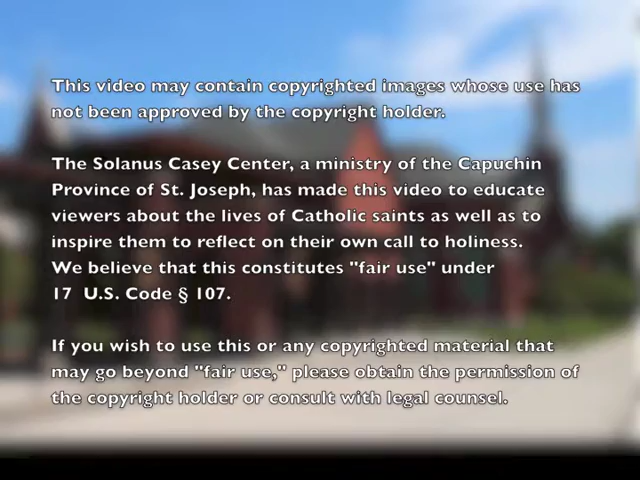 This video may contain copyrighted images whose use has
not been approved by the copyright holder.
The Solanus Casey Center, a ministry of the Capuchin
Province of St. Joseph, has made this video to educate
viewers about the lives of Catholic saints as well as to
inspire them to reflect on their own call to holiness.
We believe that this constitutes "fair use" under
17 U.S. Code § 107.
If you wish to use this or any copyrighted material that
may go beyond "fair use," please obtain the permission of
the copyright holder or consult with legal counsel.